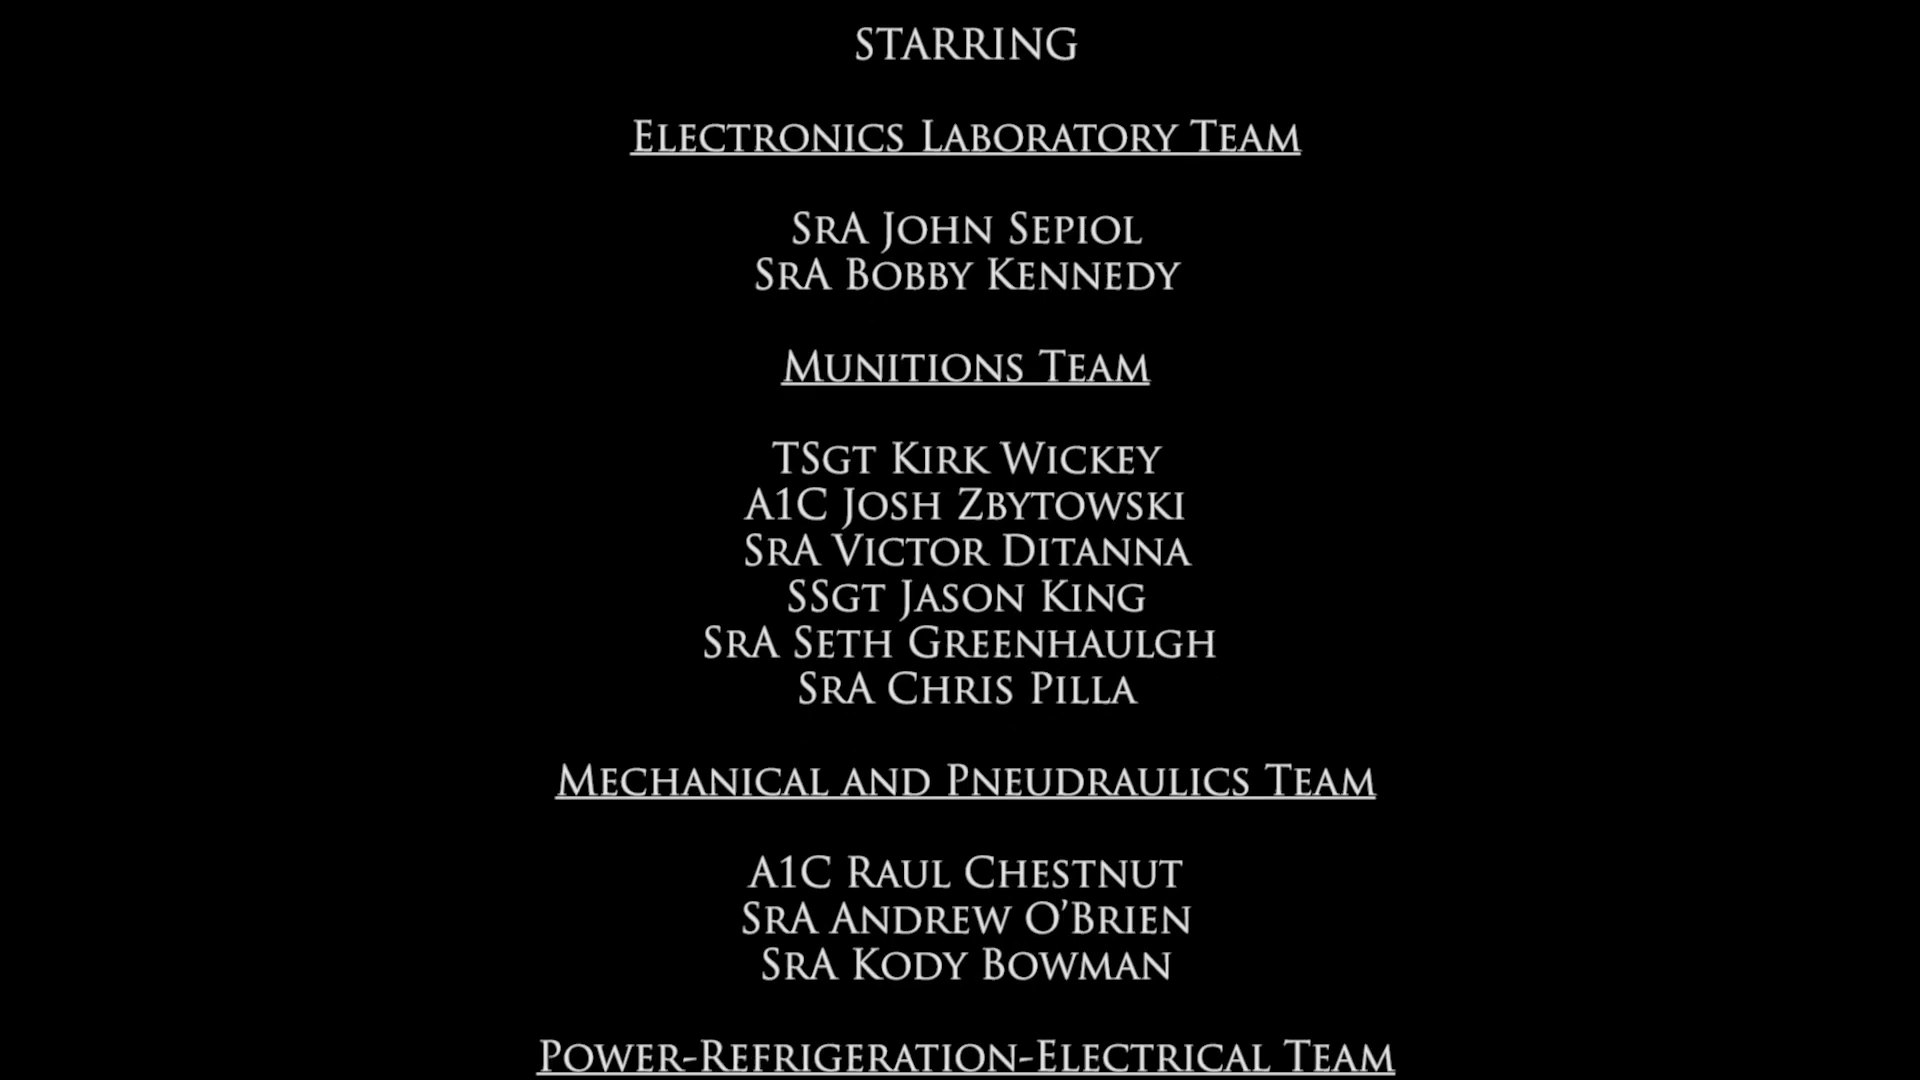 STARRING
Electronics Laboratory Team
SrA John Sepiol
SrA Bobby Kennedy
Munitions Team
TSgt Kirk Wickey
A1C Josh Zbytowski
SrA Victor Ditanna
SSgt Jason King
SrA Seth Greenhaulgh
SrA Chris Pilla
Mechanical and Pneudraulics Team
A1C Raul Chestnut
SrA Andrew O’Brien
SrA Kody Bowman
Power-Refrigeration-Electrical Team